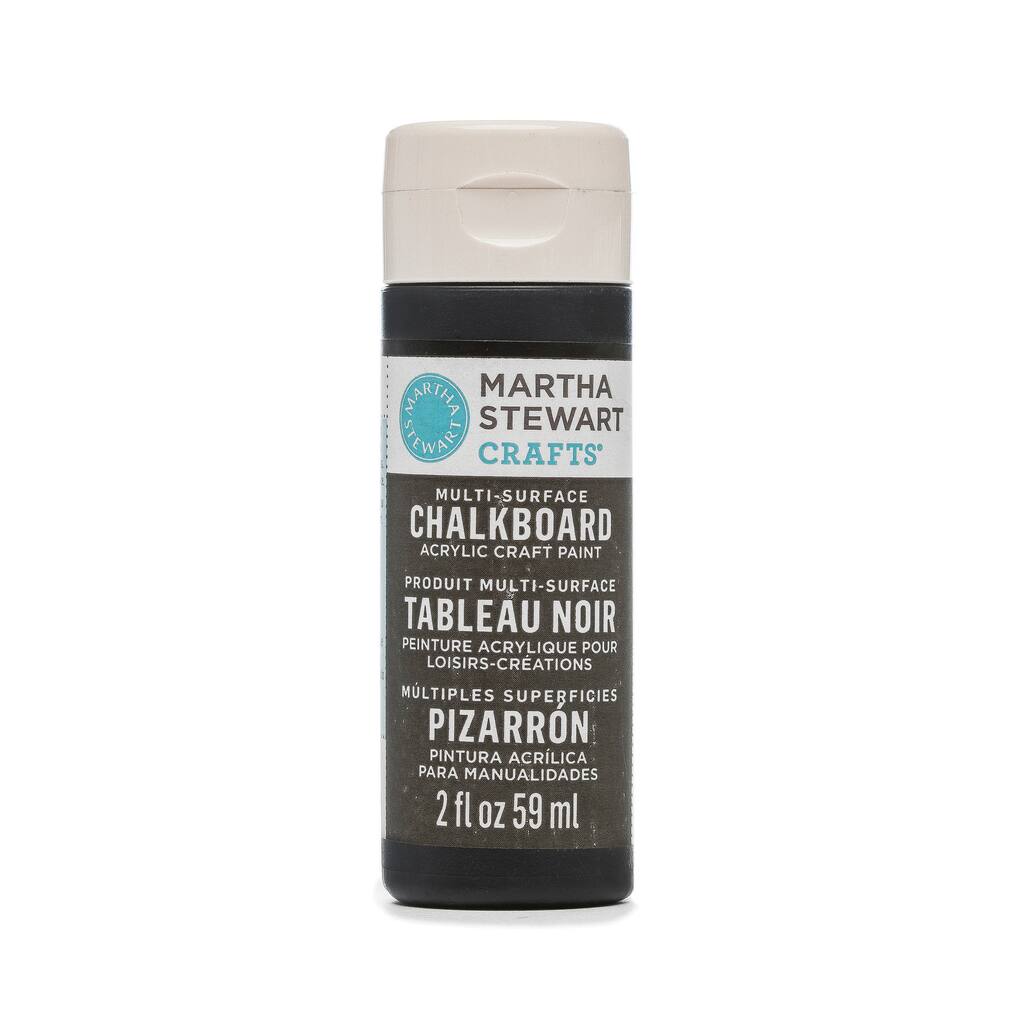 MARTHA STEWART
MARTHA
STEWART
CRAFTS®
MULTI-SURFACE
CHALKBOARD
ACRYLIC CRAFT PAINT
PRODUIT MULTI-SURFACE
TABLEAU NOIR
PEINTURE ACRYLIQUE POUR
LOISIRS-CRÉATIONS
MÚLTIPLES SUPERFICIES
PIZARRÓN
PINTURA ACRÍLICA
PARA MANUALIDADES
2 fl oz 59 ml